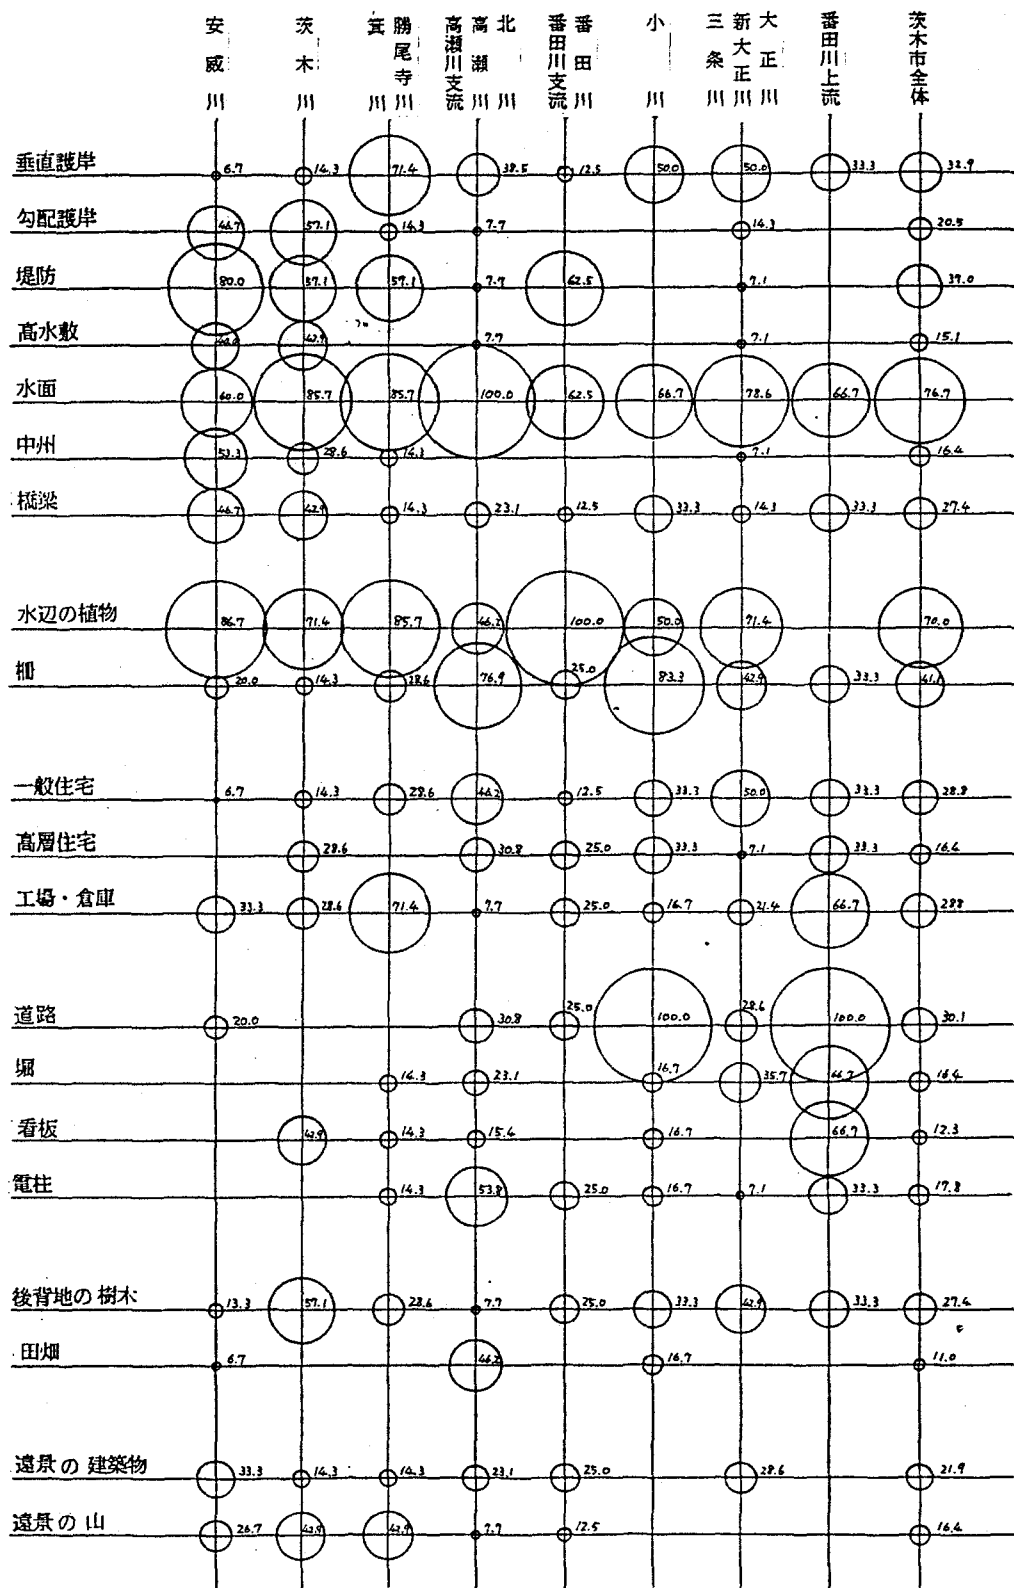 安威川 茨木川 箕川 勝尾寺川 高瀬川支流 高瀬川 北川 番田川支流 番田川 小川 三条川 新大正川 大正川 番田川上流 茨木市全体
垂直護岸 6.7 14.3 71.4 38.5 12.5 50.0 50.0 33.3 32.9
勾配護岸 46.7 57.1 14.3 7.7 14.3 20.5
堤防 80.0 57.1 57.1 7.7 62.5 7.1 37.0
高水敷 40.0 42.9 7.7 7.1 15.1
水面 60.0 85.7 85.7 100.0 62.5 66.7 78.6 66.7 76.7
中州 53.3 28.6 14.3 7.1 16.4
橋梁 46.7 42.9 14.3 23.1 12.5 33.3 14.3 33.3 27.4
水辺の植物 86.7 71.4 85.7 46.2 100.0 50.0 71.4 70.0
柵 20.0 14.3 28.6 76.9 25.0 83.3 42.9 33.3 41.1
一般住宅 6.7 14.3 28.6 46.2 12.5 33.3 50.0 33.3 28.8
高層住宅 28.6 30.8 25.0 33.3 7.1 33.3 16.4
工場・倉庫 33.3 28.6 71.4 7.7 25.0 16.7 21.4 66.7 288
道路 20.0 30.8 25.0 100.0 28.6 100.0 30.1
堀 14.3 23.1 16.7 35.7 66.7 16.4
看板 42.9 14.3 15.4 16.7 66.7 12.3
電柱 14.3 53.8 25.0 16.7 7.1 33.3 17.8
後背地の樹木 13.3 57.1 28.6 7.7 25.0 33.3 42.9 33.3 27.4
田畑 6.7 46.2 16.7 11.0
遠景の建築物 33.3 14.3 14.3 23.1 25.0 28.6 21.9
遠景の山 26.7 42.9 42.9 7.7 12.5 16.4